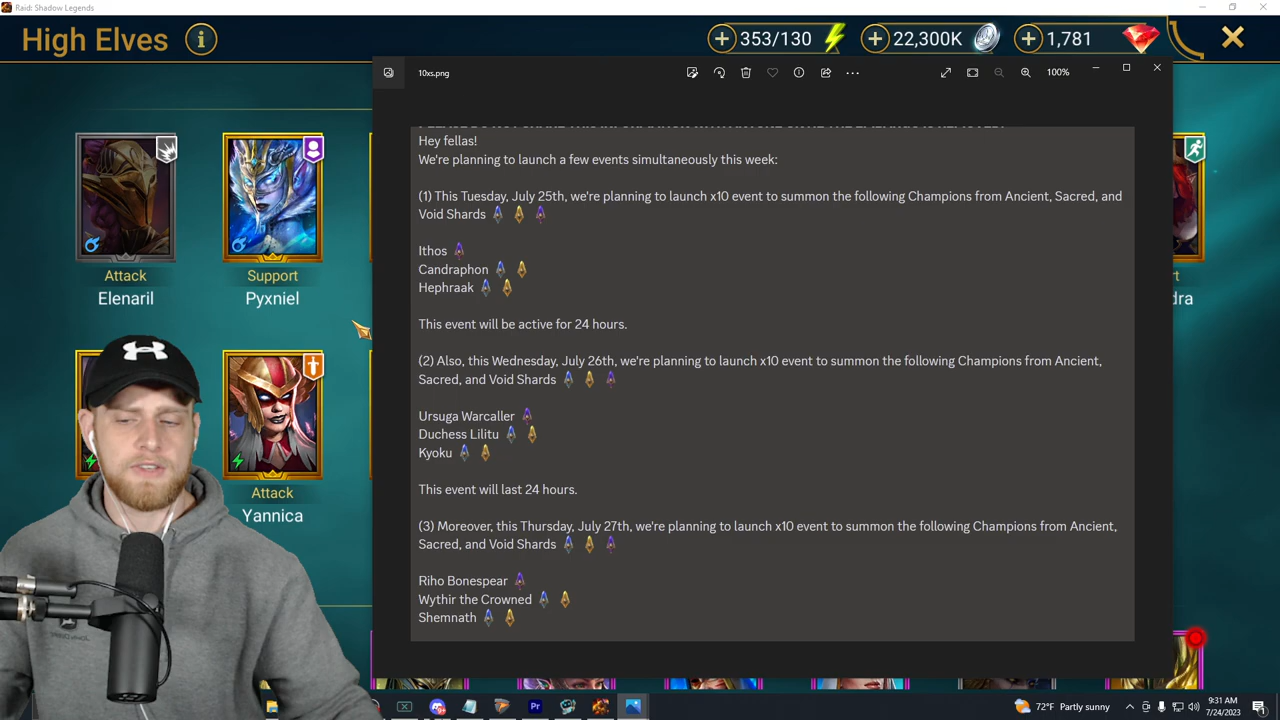 Raid: Shadow Legends
High Elves
353/130
22,300K
1,781
10xs.png
100%
Hey fellas!
We're planning to launch a few events simultaneously this week:
(1) This Tuesday, July 25th, we're planning to launch x10 event to summon the following Champions from Ancient, Sacred, and
Void Shards
Ithos
Candraphon
Hephraak
This event will be active for 24 hours.
(2) Also, this Wednesday, July 26th, we're planning to launch x10 event to summon the following Champions from Ancient,
Sacred, and Void Shards
Ursuga Warcaller
Duchess Lilitu
Kyoku
This event will last 24 hours.
(3) Moreover, this Thursday, July 27th, we're planning to launch x10 event to summon the following Champions from Ancient,
Sacred, and Void Shards
Riho Bonespear
Wythir the Crowned
Shemnath
Attack
Elenaril
Support
Pyxniel
Attack
Yannica
72°F Partly sunny
9:31 AM
7/24/2023